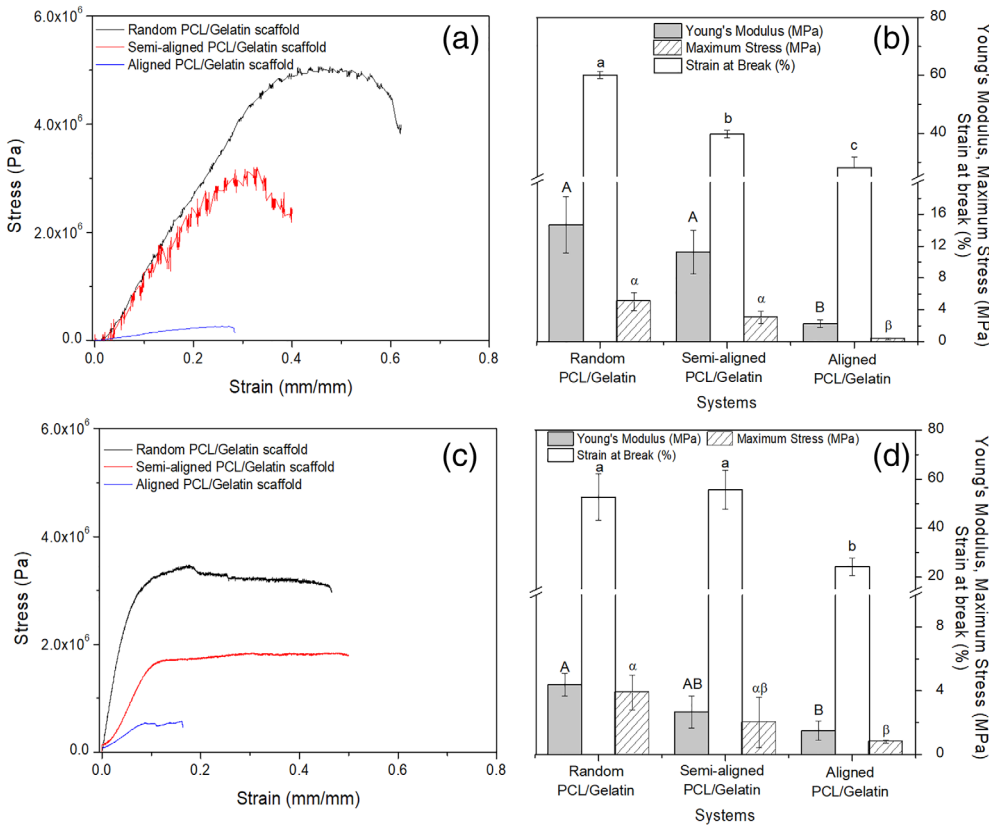 (a)
Random PCL/Gelatin scaffold
Semi-aligned PCL/Gelatin scaffold
Aligned PCL/Gelatin scaffold
6.0x10⁶
4.0x10⁶
2.0x10⁶
0.0
Stress (Pa)
0.0 0.2 0.4 0.6 0.8
Strain (mm/mm)
(b)
Young's Modulus (MPa)
Maximum Stress (MPa)
Strain at Break (%)
a
b
c
A
A
B
α
α
β
80
60
40
16
12
8
4
0
Young's Modulus, Maximum Stress (MPa)
Strain at break (%)
Random PCL/Gelatin
Semi-aligned PCL/Gelatin
Aligned PCL/Gelatin
Systems
(c)
Random PCL/Gelatin scaffold
Semi-aligned PCL/Gelatin scaffold
Aligned PCL/Gelatin scaffold
6.0x10⁶
4.0x10⁶
2.0x10⁶
0.0
Stress (Pa)
0.0 0.2 0.4 0.6 0.8
Strain (mm/mm)
(d)
Young's Modulus (MPa) Maximum Stress (MPa)
Strain at Break (%)
a
a
b
A
α
AB
αβ
B
β
80
60
40
20
8
4
0
Young's Modulus, Maximum Stress (MPa)
Strain at break (%)
Random PCL/Gelatin
Semi-aligned PCL/Gelatin
Aligned PCL/Gelatin
Systems